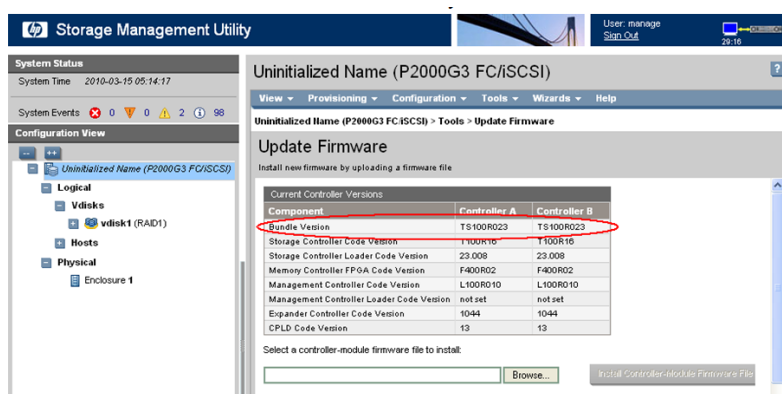 hp Storage Management Utility
User: manage
Sign Out
29:16
System Status
System Time 2010-03-15 05:14:17
System Events 0 0 2 98
Configuration View
Uninitialized Name (P2000G3 FC/iSCSI)
Logical
Vdisks
vdisk1 (RAID1)
Hosts
Physical
Enclosure 1
Uninitialized Name (P2000G3 FC/iSCSI)
?
View Provisioning Configuration Tools Wizards Help
Uninitialized Name (P2000G3 FC/iSCSI) > Tools > Update Firmware
Update Firmware
Install new firmware by uploading a firmware file
Current Controller Versions
Component Controller A Controller B
Bundle Version TS100R023 TS100R023
Storage Controller Code Version T100R16 T100R16
Storage Controller Loader Code Version 23.008 23.008
Memory Controller FPGA Code Version F400R02 F400R02
Management Controller Code Version L100R010 L100R010
Management Controller Loader Code Version not set not set
Expander Controller Code Version 1044 1044
CPLD Code Version 13 13
Select a controller-module firmware file to install:
Browse...
Install Controller-Module Firmware File